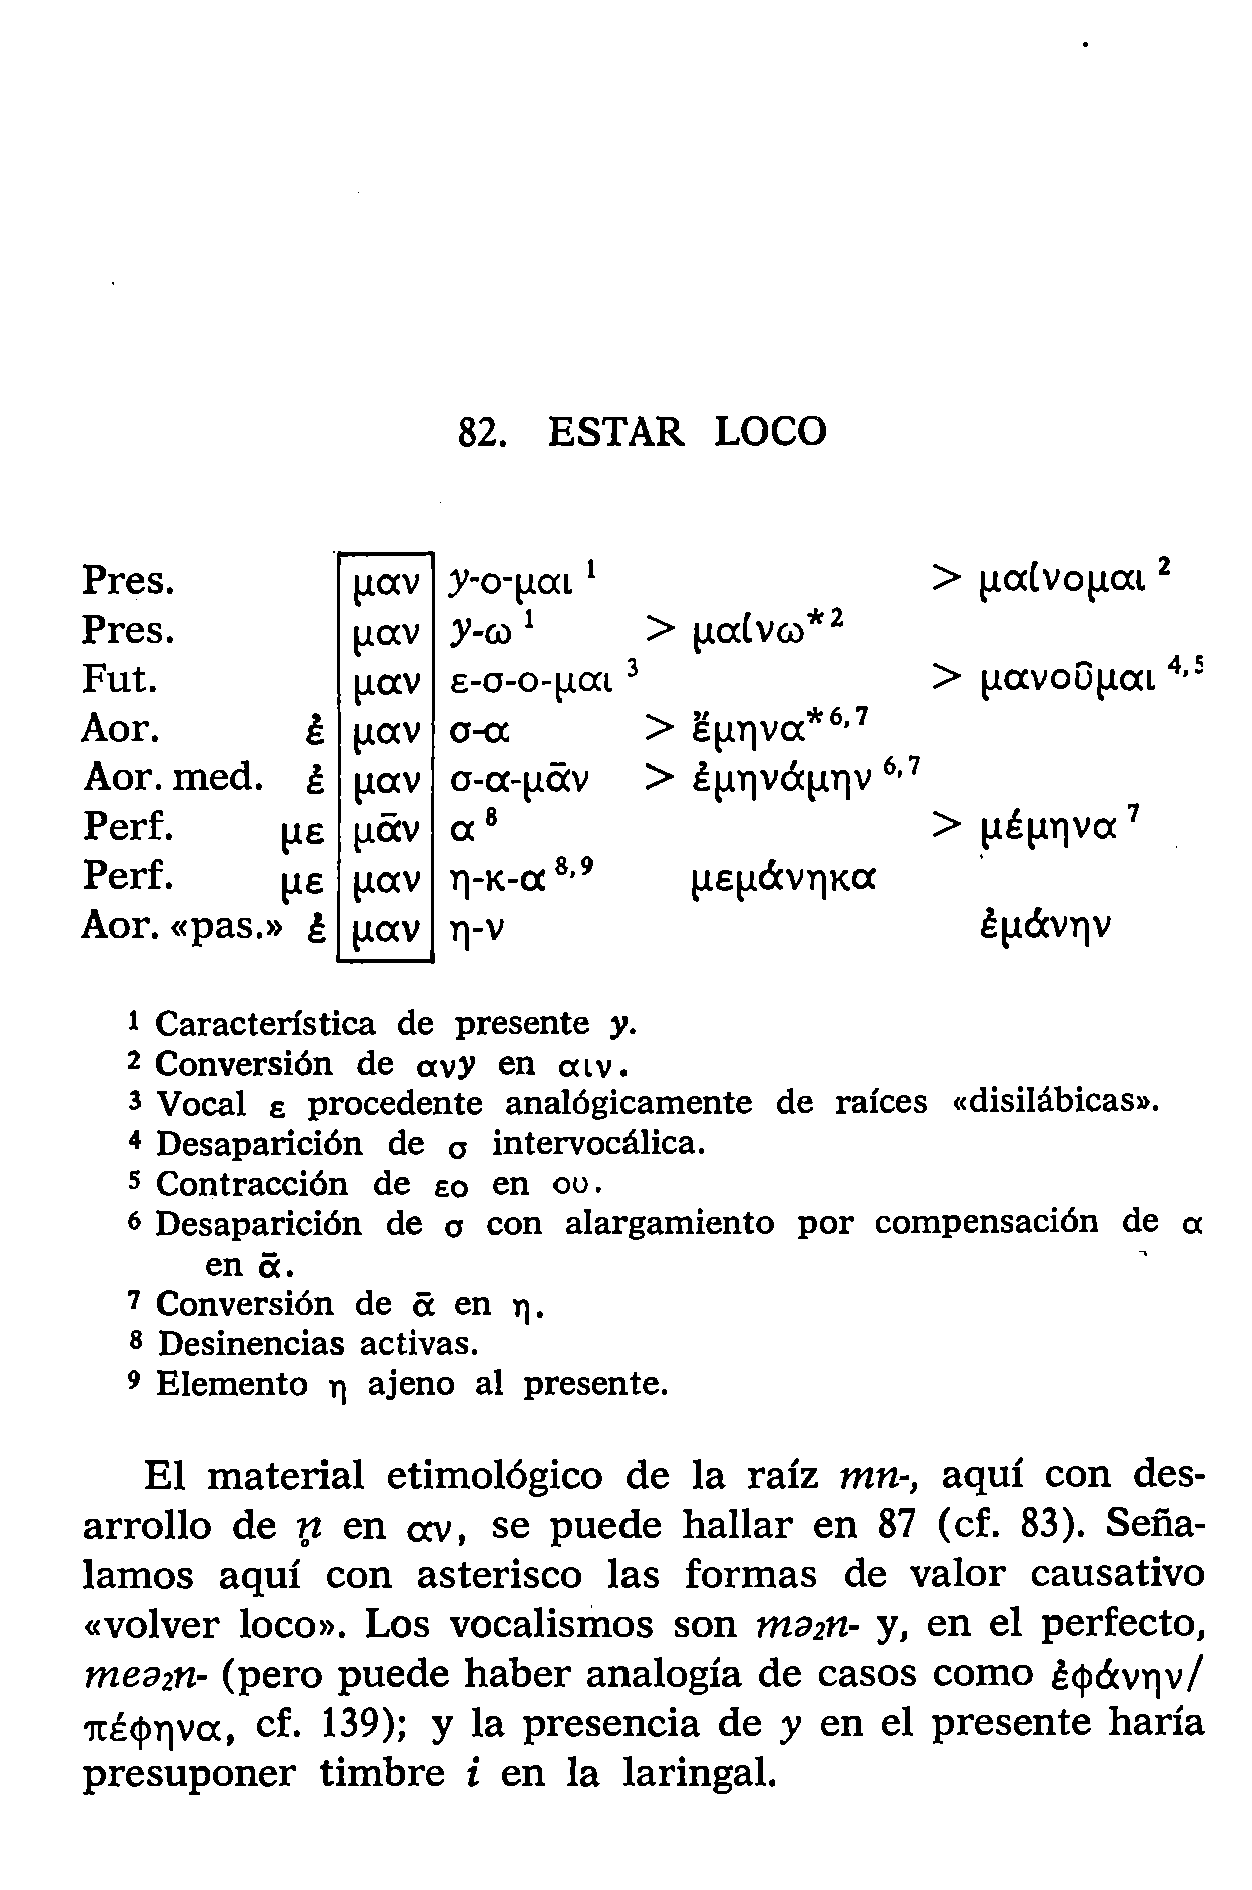 82. ESTAR LOCO
Pres. μαν y-ο-μαι ¹ > μαίνομαι ²
Pres. μαν y-ω ¹ > μαίνω* ²
Fut. μαν ε-σ-ο-μαι ³ > μανοῦμαι ⁴,⁵
Aor. ἐ μαν σ-α > ἔμηνα* ⁶,⁷
Aor. med. ἐ μαν σ-α-μᾱν > ἐμηνάμην ⁶,⁷
Perf. με μᾱν α ⁸ > μέμηνα ⁷
Perf. με μαν η-κ-α ⁸,⁹ μεμάνηκα
Aor. «pas.» ἐ μαν η-ν ἐμάνην
¹ Característica de presente y.
² Conversión de ανy en αιν.
³ Vocal ε procedente analógicamente de raíces «disilábicas».
⁴ Desaparición de σ intervocálica.
⁵ Contracción de εο en ου.
⁶ Desaparición de σ con alargamiento por compensación de α
en ᾱ.
⁷ Conversión de ᾱ en η.
⁸ Desinencias activas.
⁹ Elemento η ajeno al presente.
El material etimológico de la raíz mn-, aquí con des-
arrollo de n̥ en αν, se puede hallar en 87 (cf. 83). Seña-
lamos aquí con asterisco las formas de valor causativo
«volver loco». Los vocalismos son mə₂n- y, en el perfecto,
meə₂n- (pero puede haber analogía de casos como ἐφάνην/
πέφηνα, cf. 139); y la presencia de y en el presente haría
presuponer timbre i en la laringal.